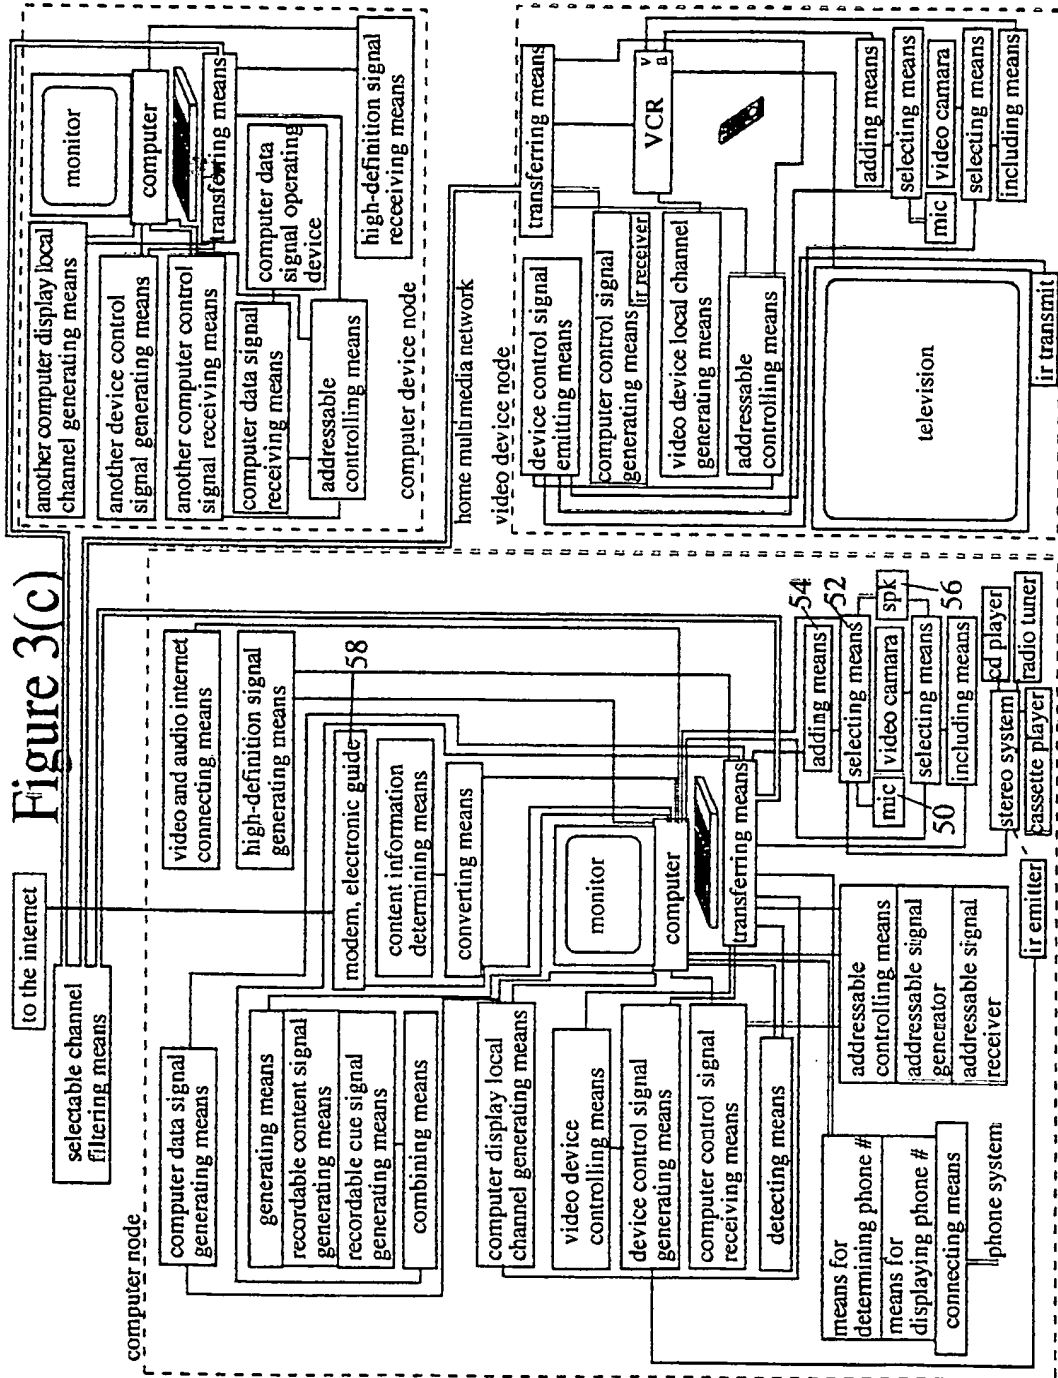 Figure 3(c)
to the internet
selectable channel
filtering means
computer node
computer data signal
generating means
generating means
recordable content signal
generating means
recordable cue signal
generating means
combining means
computer display local
channel generating means
video device
controlling means
device control signal
generating means
computer control signal
receiving means
detecting means
means for
determining phone #
means for
displaying phone #
connecting means
phone system
video and audio internet
connecting means
high-definition signal
generating means
modem, electronic guide
58
content information
determining means
converting means
monitor
computer
transferring means
addressable
controlling means
addressable signal
generator
addressable signal
receiver
adding means
54
selecting means
52
mic
50
video camara
spk
56
selecting means
including means
stereo system
cd player
radio tuner
cassette player
ir emitter
another computer display local
channel generating means
another device control
signal generating means
another computer control
signal receiving means
computer data signal
receiving means
addressable
controlling means
monitor
computer
transferring means
computer data
signal operating
device
high-definition signal
receeiving means
computer device node
home multimedia network
video device node
device control signal
emitting means
computer control signal
generating means
ir receiver
video device local channel
generating means
addressable
controlling means
transferring means
VCR
v
a
television
ir transmit
adding means
selecting means
mic
video camara
selecting means
including means